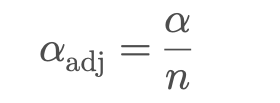 α_adj = α/n